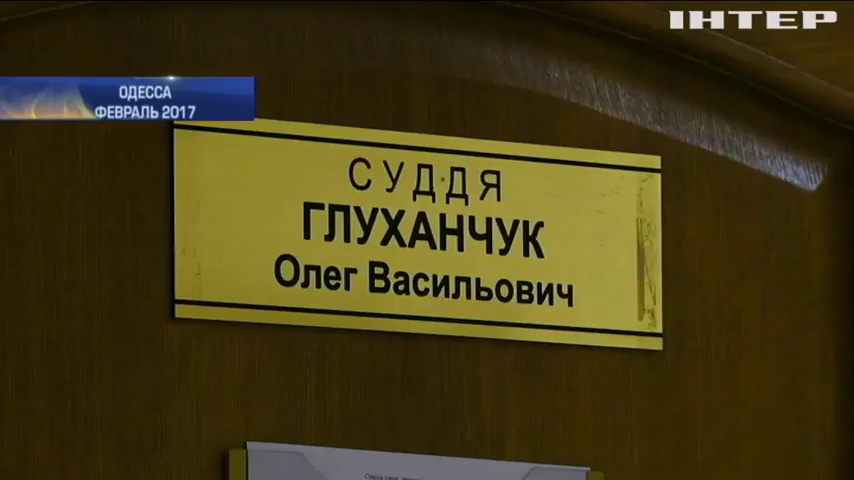 ІНТЕР
ОДЕССА
ФЕВРАЛЬ 2017
СУДДЯ
ГЛУХАНЧУК
Олег Васильович